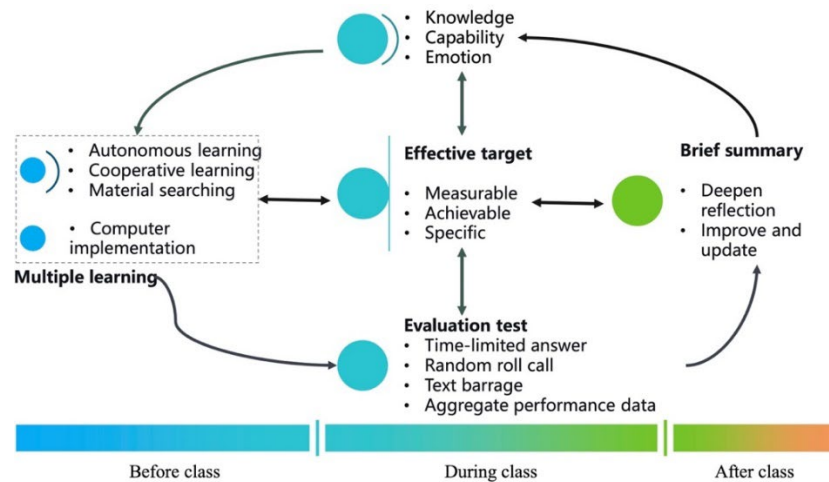 • Knowledge
• Capability
• Emotion
• Autonomous learning
• Cooperative learning
• Material searching
• Computer
implementation
Multiple learning
Effective target
• Measurable
• Achievable
• Specific
Brief summary
• Deepen
reflection
• Improve and
update
Evaluation test
• Time-limited answer
• Random roll call
• Text barrage
• Aggregate performance data
Before class
During class
After class